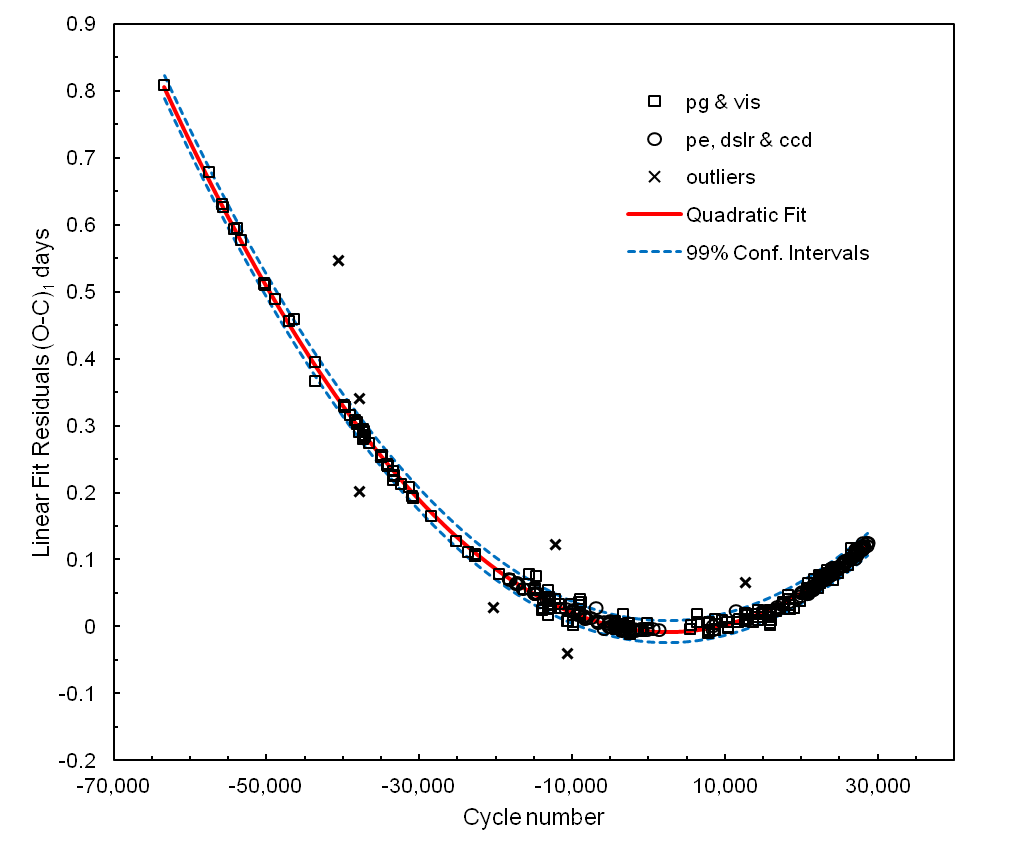 0.9
0.8
0.7
0.6
0.5
0.4
0.3
0.2
0.1
0
-0.1
-0.2
Linear Fit Residuals (O-C)₁ days
pg & vis
pe, dslr & ccd
outliers
Quadratic Fit
99% Conf. Intervals
-70,000 -50,000 -30,000 -10,000 10,000 30,000
Cycle number